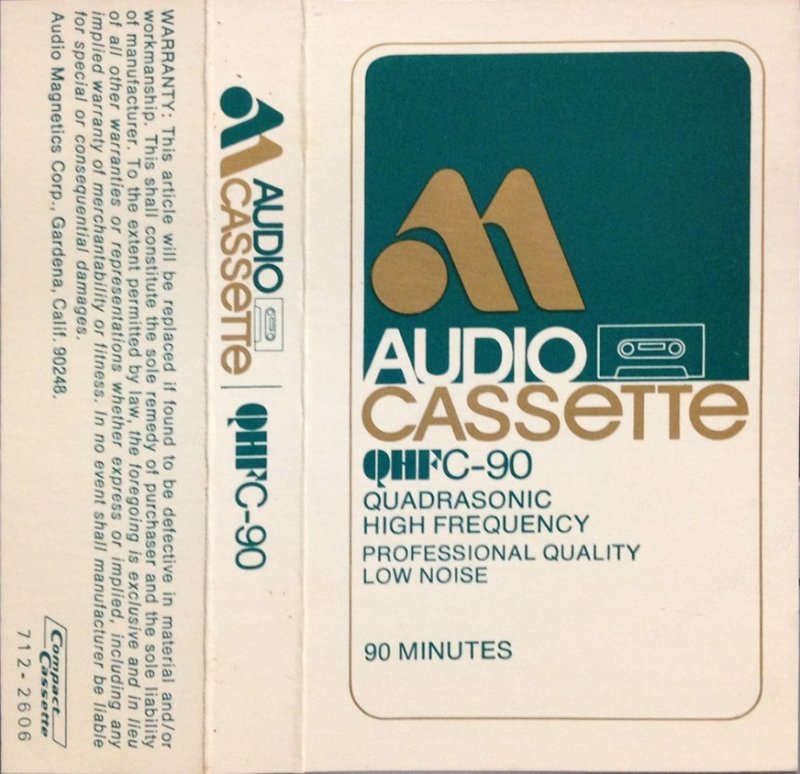 WARRANTY: This article will be replaced if found to be defective in material and/or
workmanship. This shall constitute the sole remedy of purchaser and the sole liability
of manufacturer. To the extent permitted by law, the foregoing is exclusive and in lieu
of all other warranties or representations whether express or implied, including any
implied warranty of merchantability or fitness. In no event shall manufacturer be liable
for special or consequential damages.
Audio Magnetics Corp., Gardena, Calif. 90248.
Compact
Cassette
712-2606
AUDIO
CASSeTTe
QHFC-90
AUDIO
CASSeTTe
QHFC-90
QUADRASONIC
HIGH FREQUENCY
PROFESSIONAL QUALITY
LOW NOISE
90 MINUTES